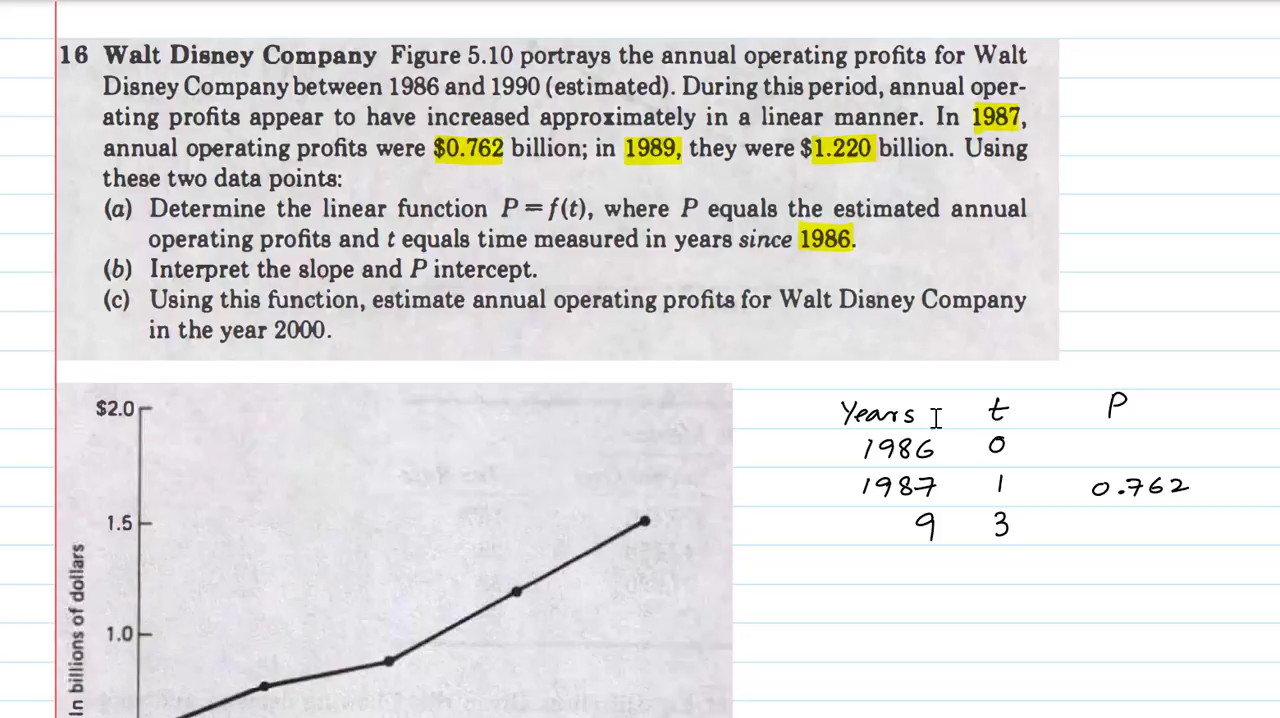 16 Walt Disney Company Figure 5.10 portrays the annual operating profits for Walt
Disney Company between 1986 and 1990 (estimated). During this period, annual oper-
ating profits appear to have increased approximately in a linear manner. In 1987,
annual operating profits were $0.762 billion; in 1989, they were $1.220 billion. Using
these two data points:
(a) Determine the linear function P = f(t), where P equals the estimated annual
operating profits and t equals time measured in years since 1986.
(b) Interpret the slope and P intercept.
(c) Using this function, estimate annual operating profits for Walt Disney Company
in the year 2000.
$2.0
1.5
1.0
In billions of dollars
Years t P
1986 0
1987 1 0.762
9 3